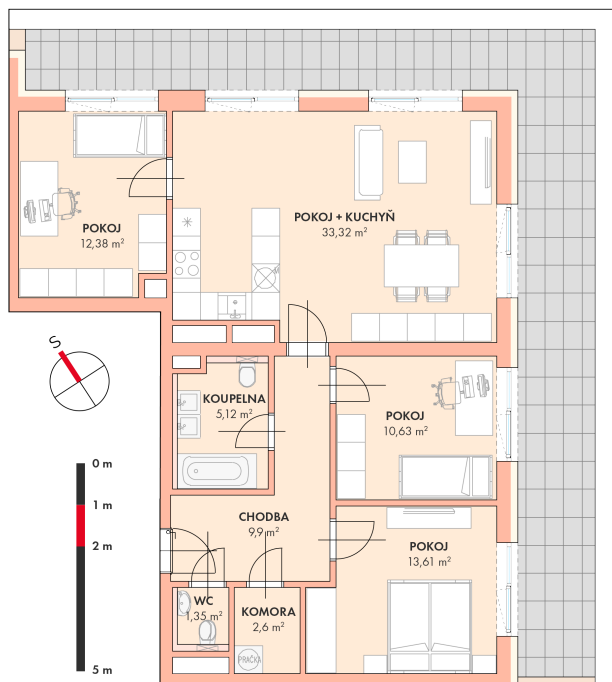 POKOJ
12,38 m²
POKOJ + KUCHYŇ
33,32 m²
S
KOUPELNA
5,12 m²
POKOJ
10,63 m²
0 m
1 m
2 m
5 m
CHODBA
9,9 m²
POKOJ
13,61 m²
WC
1,35 m²
KOMORA
2,6 m²
PRAČKA